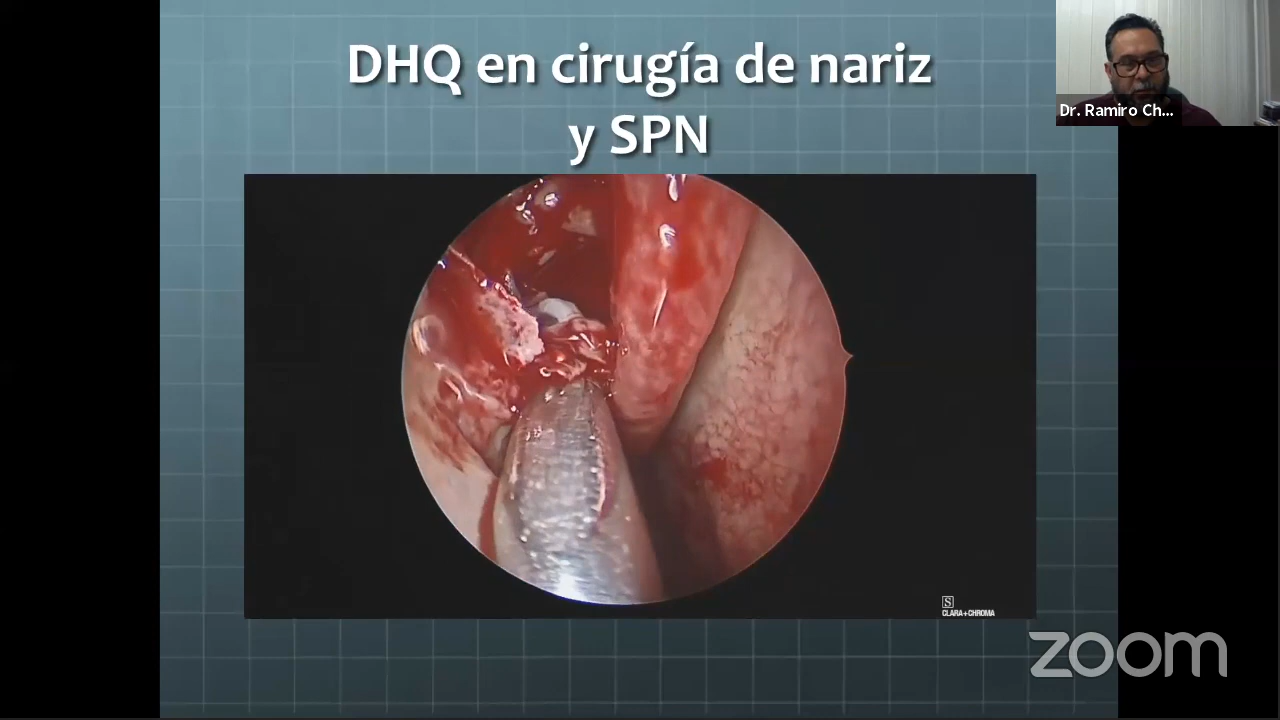 DHQ en cirugía de nariz
y SPN
Dr. Ramiro Ch...
S
CLARA+CHROMA
zoom